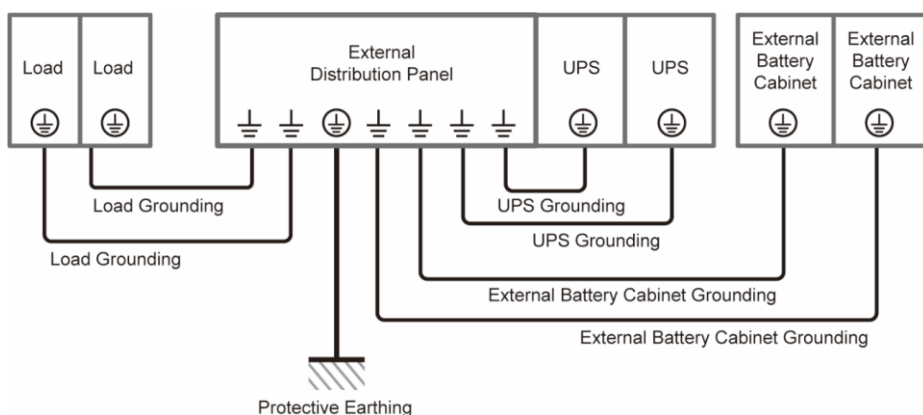 Load
Load
External
Distribution Panel
UPS
UPS
External
Battery
Cabinet
External
Battery
Cabinet
Load Grounding
Load Grounding
UPS Grounding
UPS Grounding
External Battery Cabinet Grounding
External Battery Cabinet Grounding
Protective Earthing